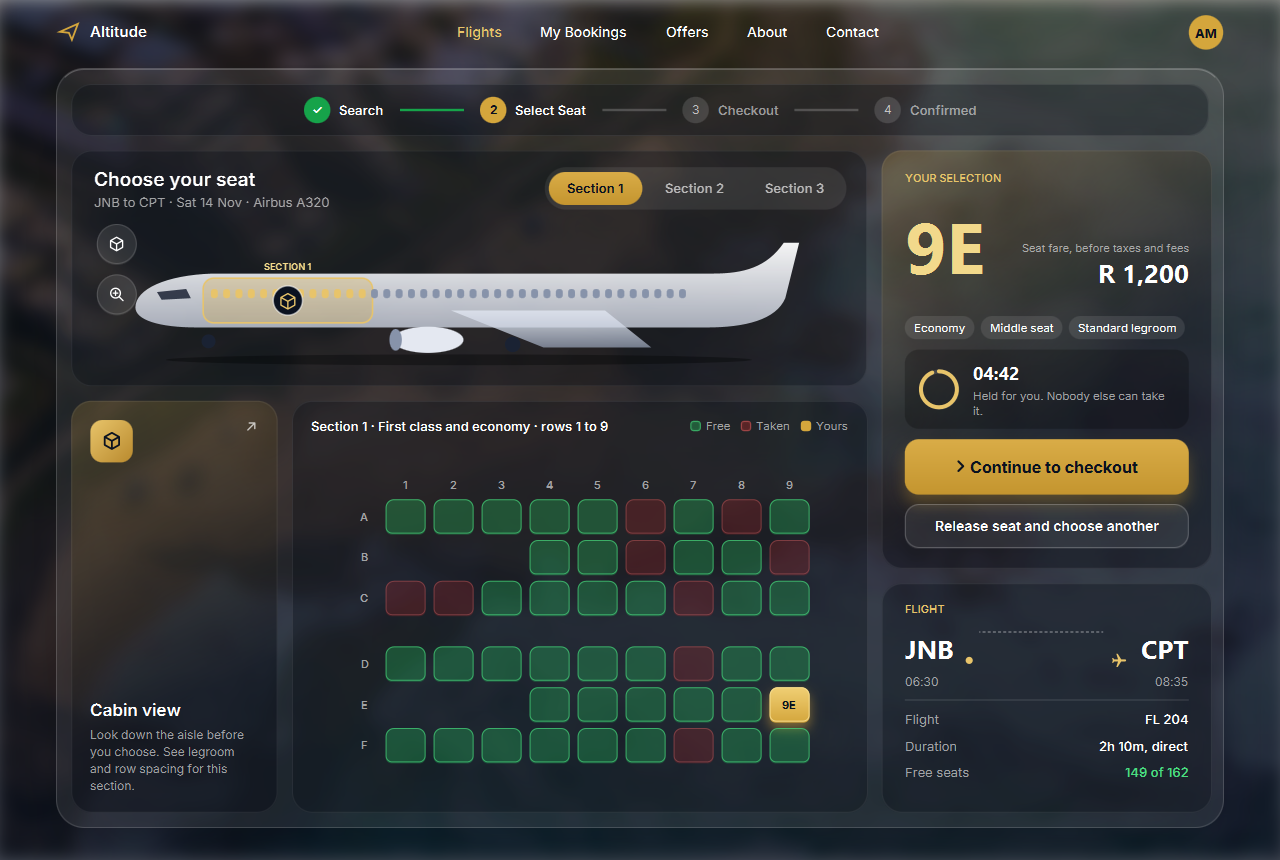 Altitude
Flights
My Bookings
Offers
About
Contact
AM
Search
2
Select Seat
3
Checkout
4
Confirmed
Choose your seat
JNB to CPT · Sat 14 Nov · Airbus A320
Section 1
Section 2
Section 3
SECTION 1
YOUR SELECTION
9E
Seat fare, before taxes and fees
R 1,200
Economy
Middle seat
Standard legroom
04:42
Held for you. Nobody else can take
it.
Continue to checkout
Release seat and choose another
Cabin view
Look down the aisle before
you choose. See legroom
and row spacing for this
section.
Section 1 · First class and economy · rows 1 to 9
Free
Taken
Yours
1 2 3 4 5 6 7 8 9
A
B
C
D
E
9E
F
FLIGHT
JNB
CPT
06:30
08:35
Flight
FL 204
Duration
2h 10m, direct
Free seats
149 of 162